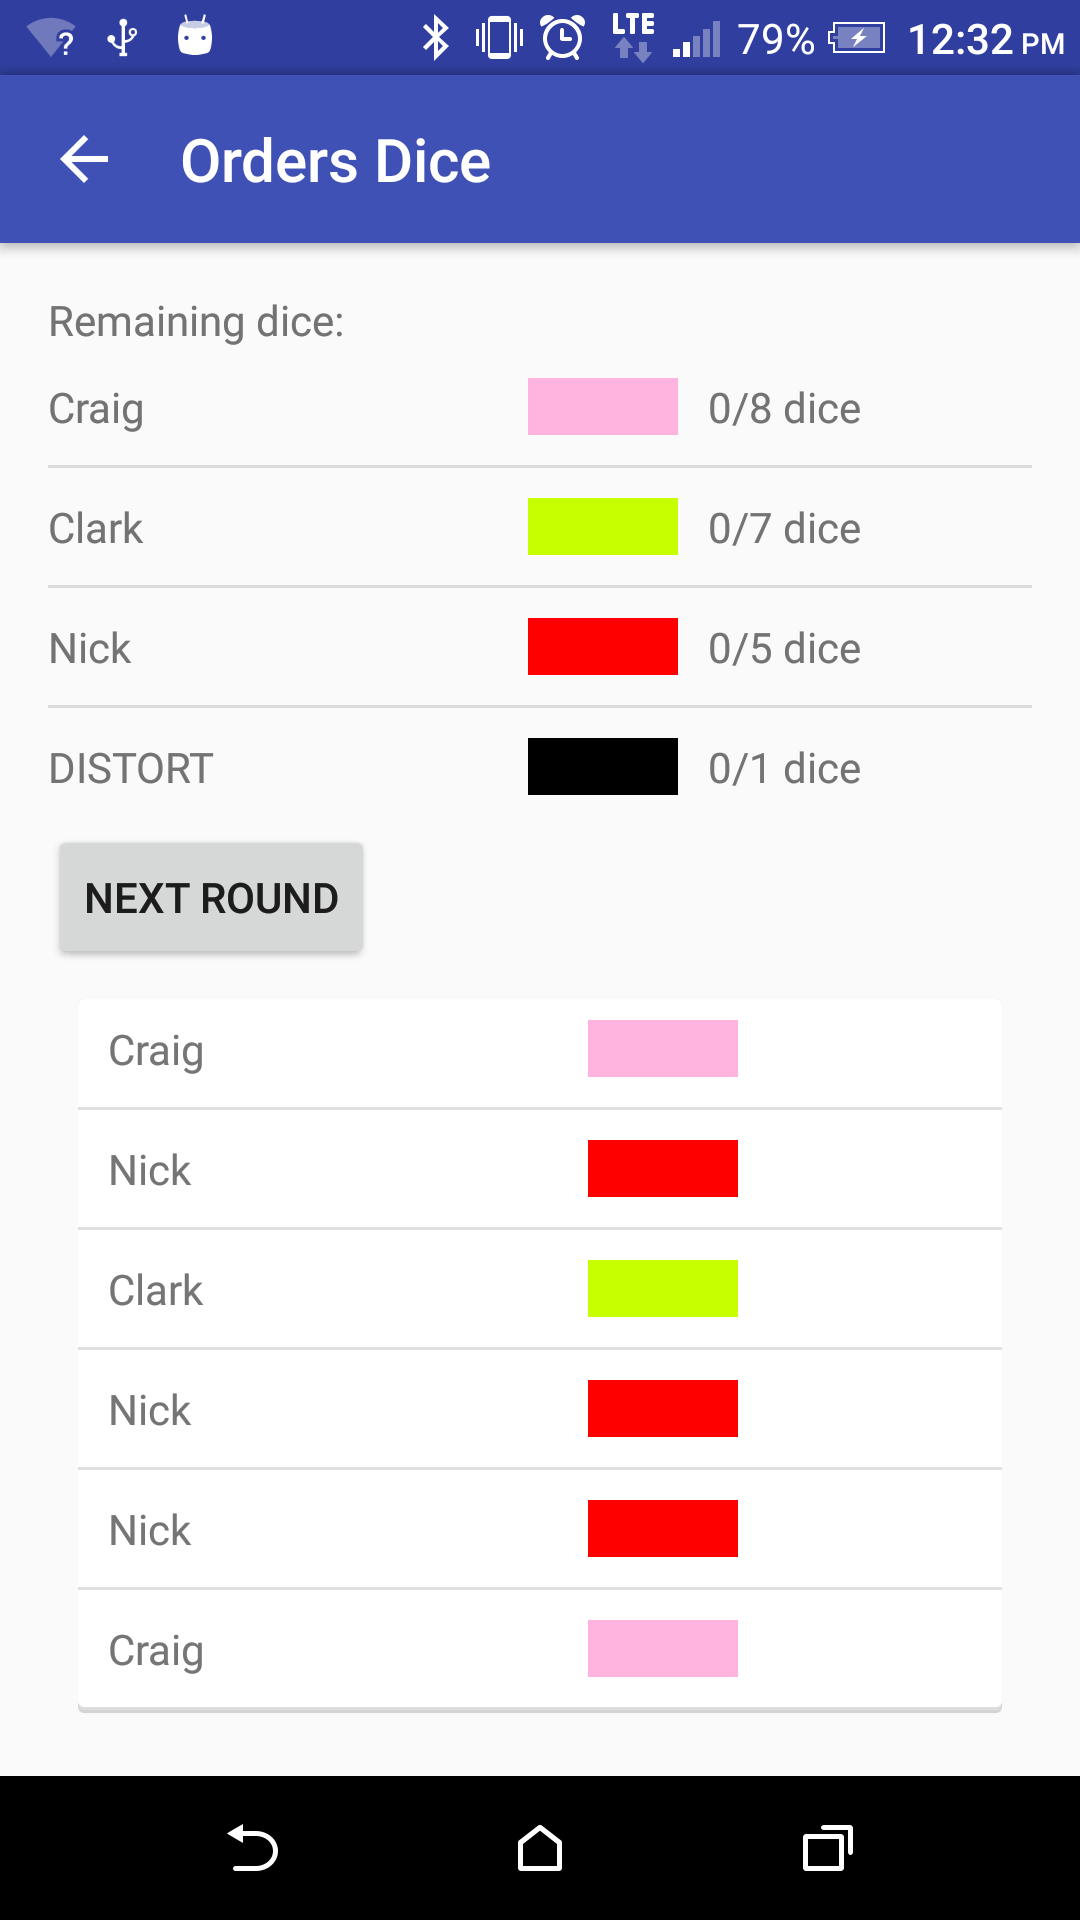 ? LTE 79% 12:32 PM
Orders Dice
Remaining dice:
Craig 0/8 dice
Clark 0/7 dice
Nick 0/5 dice
DISTORT 0/1 dice
NEXT ROUND
Craig
Nick
Clark
Nick
Nick
Craig